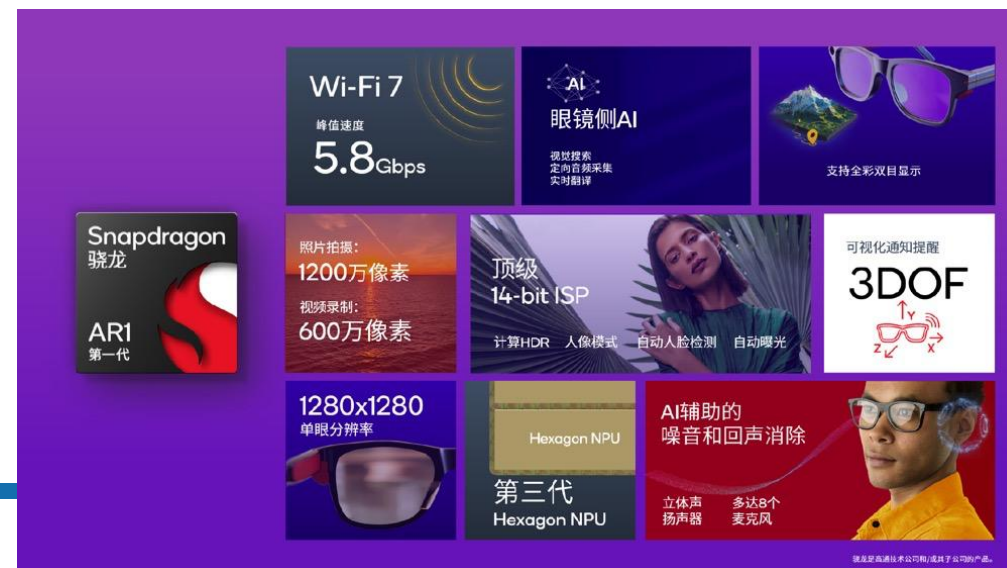 Snapdragon
骁龙
AR1
第一代
Wi-Fi 7
峰值速度
5.8Gbps
AI
眼镜侧AI
视觉搜索
定向音频采集
实时翻译
支持全彩双目显示
照片拍摄：
1200万像素
视频录制：
600万像素
顶级
14-bit ISP
计算HDR 人像模式 自动人脸检测 自动曝光
可视化通知提醒
3DOF
Y
Z X
1280x1280
单眼分辨率
Hexagon NPU
第三代
Hexagon NPU
AI辅助的
噪音和回声消除
立体声 多达8个
扬声器 麦克风
骁龙是高通技术公司和/或其子公司的产品。